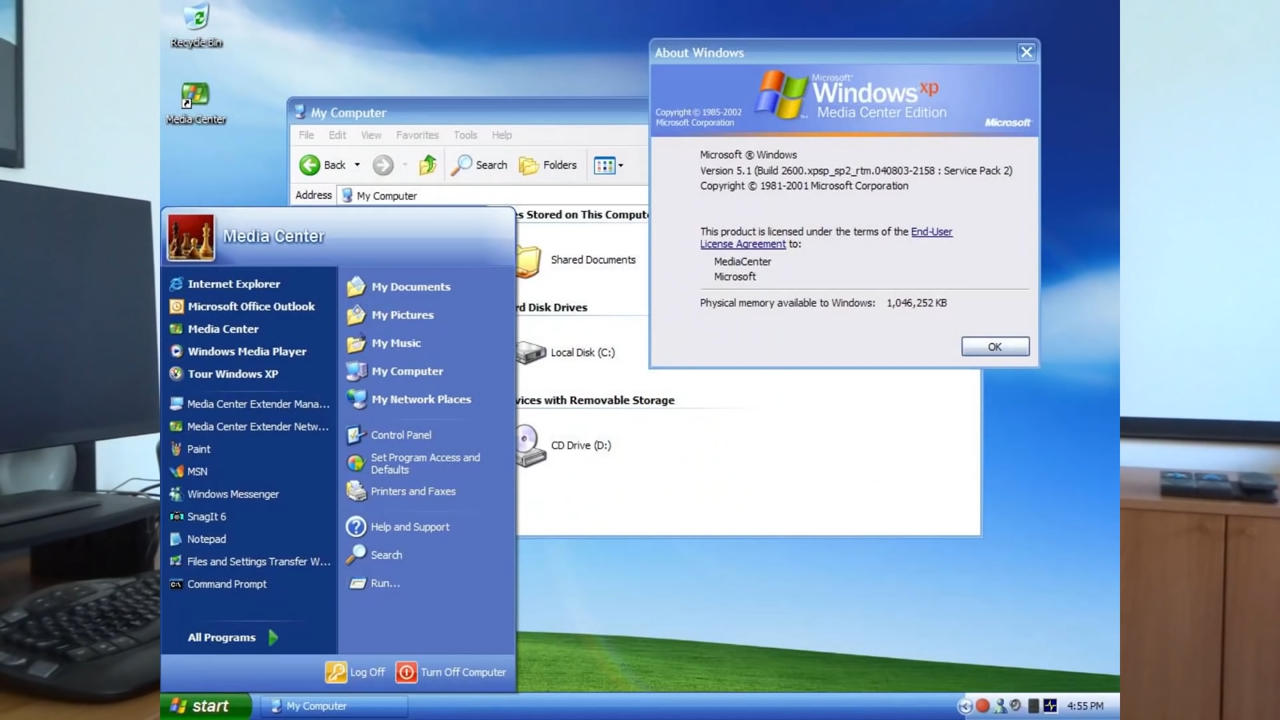 Recycle Bin
Media Center
My Computer
File Edit View Favorites Tools Help
Back Search Folders
Address My Computer
s Stored on This Compute
Shared Documents
rd Disk Drives
Local Disk (C:)
vices with Removable Storage
CD Drive (D:)
About Windows
Microsoft®
Windows xp
Media Center Edition
Copyright © 1985-2002
Microsoft Corporation
Microsoft
Microsoft ® Windows
Version 5.1 (Build 2600.xpsp_sp2_rtm.040803-2158 : Service Pack 2)
Copyright © 1981-2001 Microsoft Corporation
This product is licensed under the terms of the End-User
License Agreement to:
MediaCenter
Microsoft
Physical memory available to Windows: 1,046,252 KB
OK
Media Center
Internet Explorer
Microsoft Office Outlook
Media Center
Windows Media Player
Tour Windows XP
Media Center Extender Mana...
Media Center Extender Netw...
Paint
MSN
Windows Messenger
SnagIt 6
Notepad
Files and Settings Transfer W...
Command Prompt
All Programs
My Documents
My Pictures
My Music
My Computer
My Network Places
Control Panel
Set Program Access and
Defaults
Printers and Faxes
Help and Support
Search
Run...
Log Off Turn Off Computer
start My Computer 4:55 PM